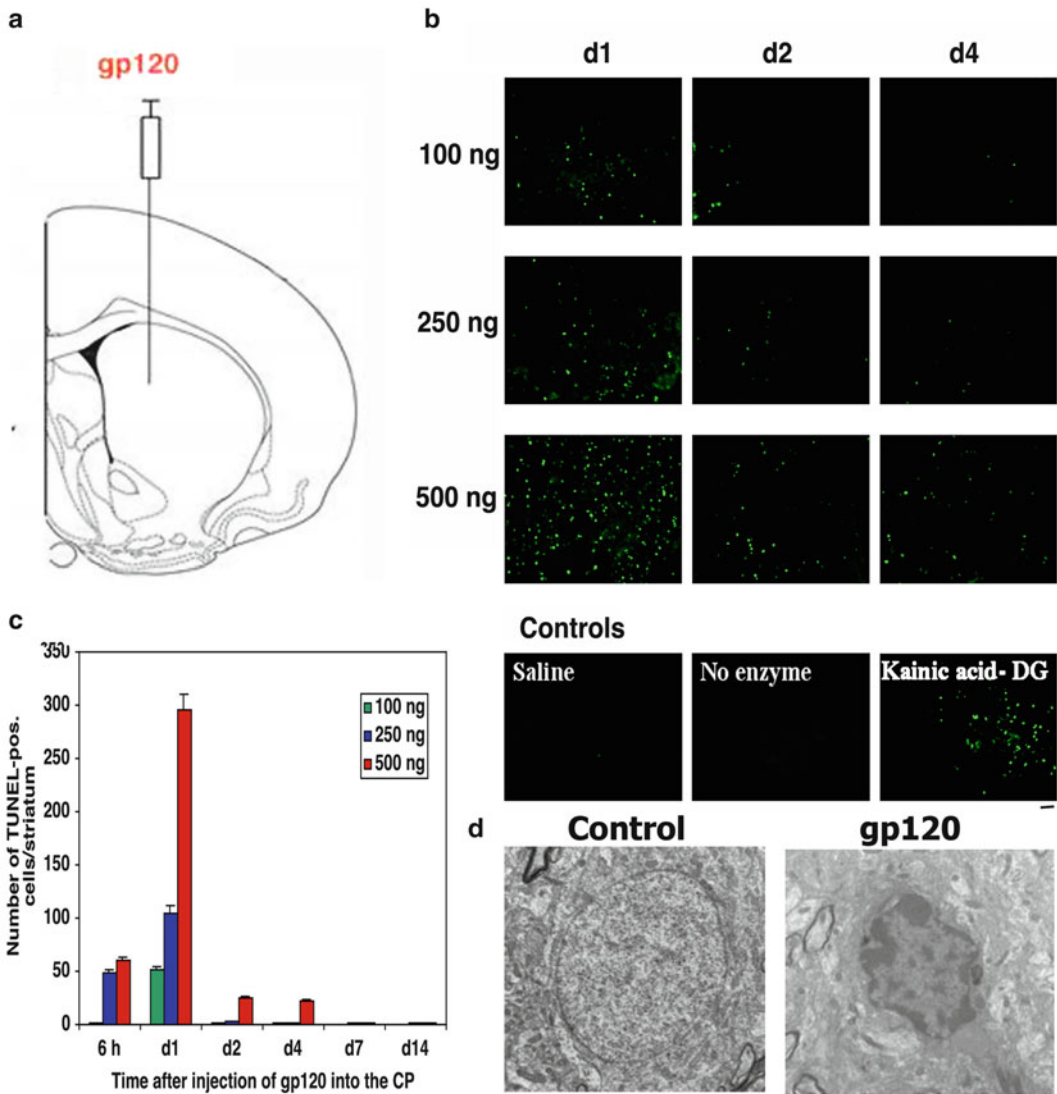 a
gp120
b
d1 d2 d4
100 ng
250 ng
500 ng
Controls
Saline
No enzyme
Kainic acid- DG
c
350
300
250
200
150
100
50
0
Number of TUNEL-pos.
cells/striatum
100 ng
250 ng
500 ng
6 h d1 d2 d4 d7 d14
Time after injection of gp120 into the CP
d
Control
gp120